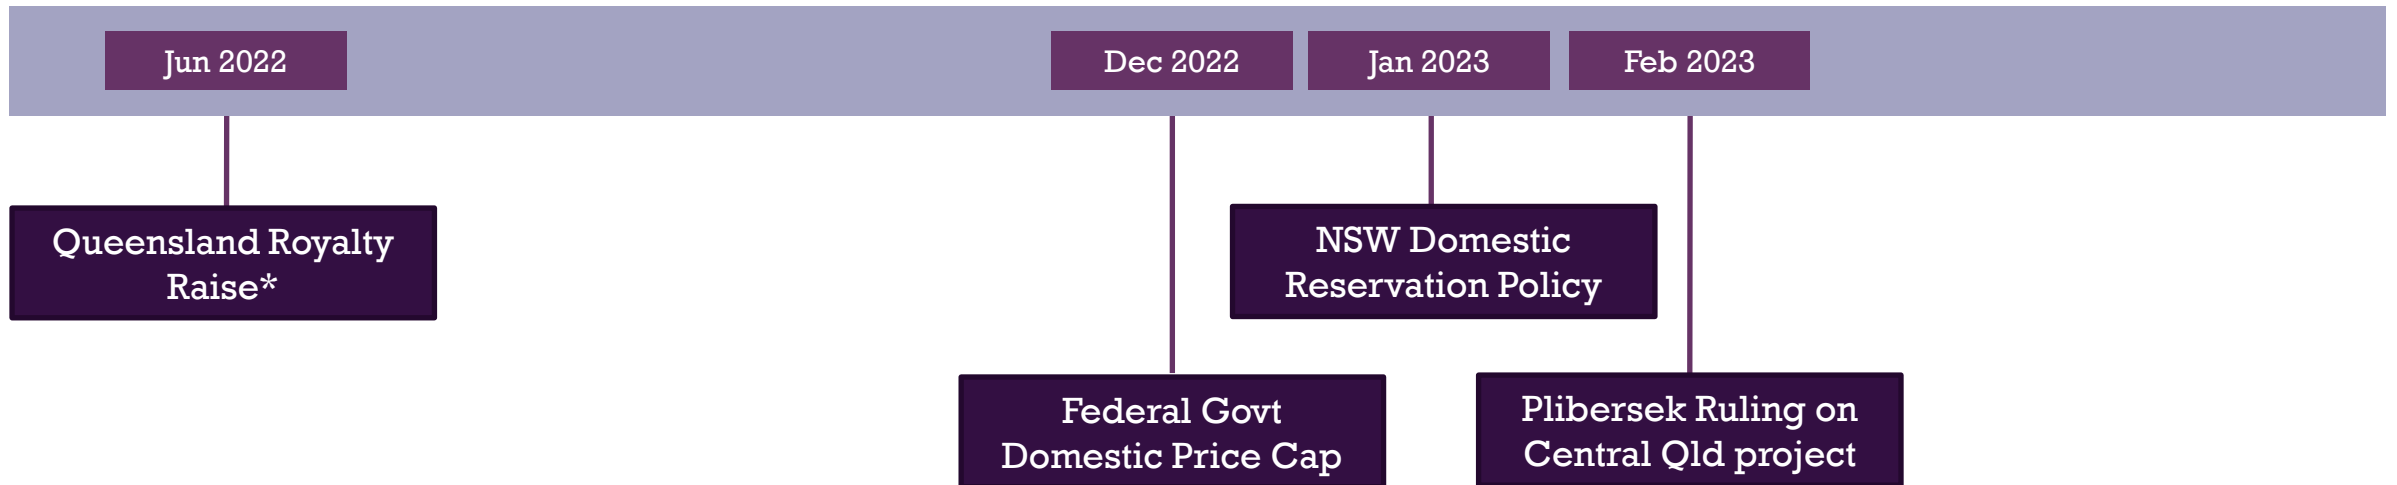 Jun 2022
Dec 2022
Jan 2023
Feb 2023
Queensland Royalty
Raise*
NSW Domestic
Reservation Policy
Federal Govt
Domestic Price Cap
Plibersek Ruling on
Central Qld project